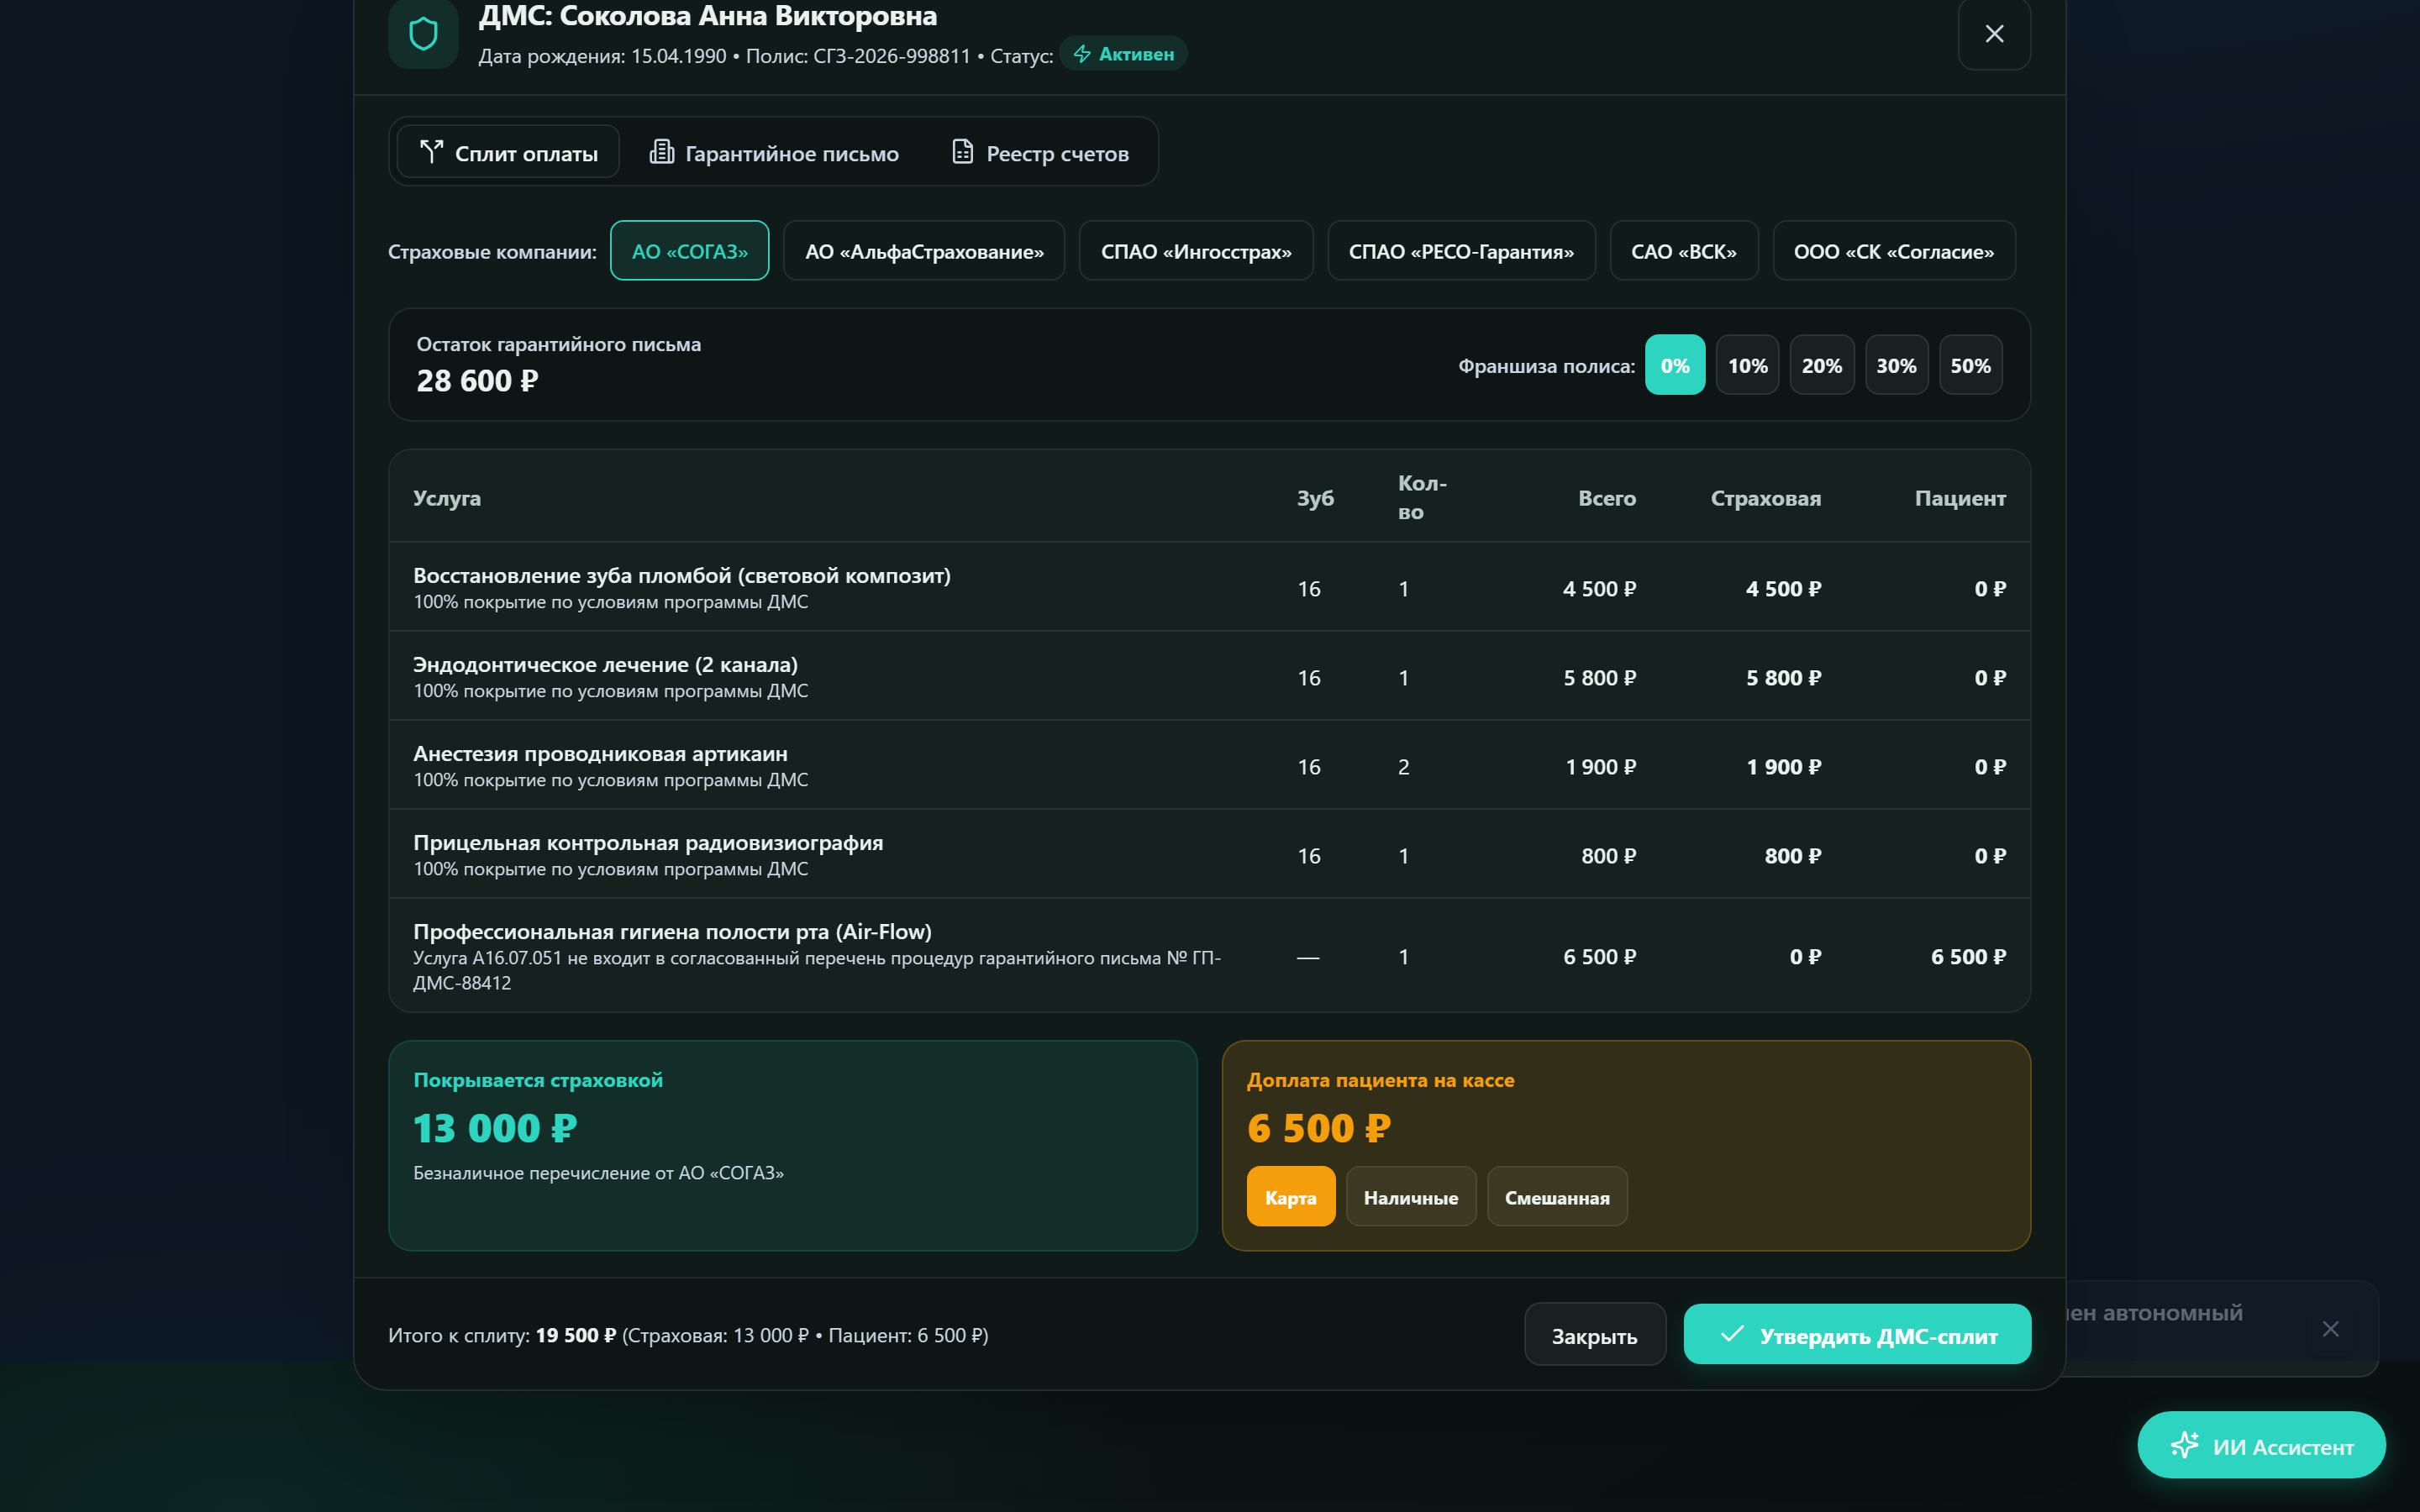 ДМС: Соколова Анна Викторовна
Дата рождения: 15.04.1990 • Полис: СГЗ-2026-998811 • Статус: Активен
Сплит оплаты
Гарантийное письмо
Реестр счетов
Страховые компании:
АО «СОГАЗ»
АО «АльфаСтрахование»
СПАО «Ингосстрах»
СПАО «РЕСО-Гарантия»
САО «ВСК»
ООО «СК «Согласие»
Остаток гарантийного письма
28 600 ₽
Франшиза полиса: 0% 10% 20% 30% 50%
Услуга Зуб Кол-
во Всего Страховая Пациент
Восстановление зуба пломбой (световой композит)
100% покрытие по условиям программы ДМС
16 1 4 500 ₽ 4 500 ₽ 0 ₽
Эндодонтическое лечение (2 канала)
100% покрытие по условиям программы ДМС
16 1 5 800 ₽ 5 800 ₽ 0 ₽
Анестезия проводниковая артикаин
100% покрытие по условиям программы ДМС
16 2 1 900 ₽ 1 900 ₽ 0 ₽
Прицельная контрольная радиовизиография
100% покрытие по условиям программы ДМС
16 1 800 ₽ 800 ₽ 0 ₽
Профессиональная гигиена полости рта (Air-Flow)
Услуга A16.07.051 не входит в согласованный перечень процедур гарантийного письма № ГП-
ДМС-88412
— 1 6 500 ₽ 0 ₽ 6 500 ₽
Покрывается страховкой
13 000 ₽
Безналичное перечисление от АО «СОГАЗ»
Доплата пациента на кассе
6 500 ₽
Карта
Наличные
Смешанная
Итого к сплиту: 19 500 ₽ (Страховая: 13 000 ₽ • Пациент: 6 500 ₽)
Закрыть
Утвердить ДМС-сплит
автономный
ИИ Ассистент